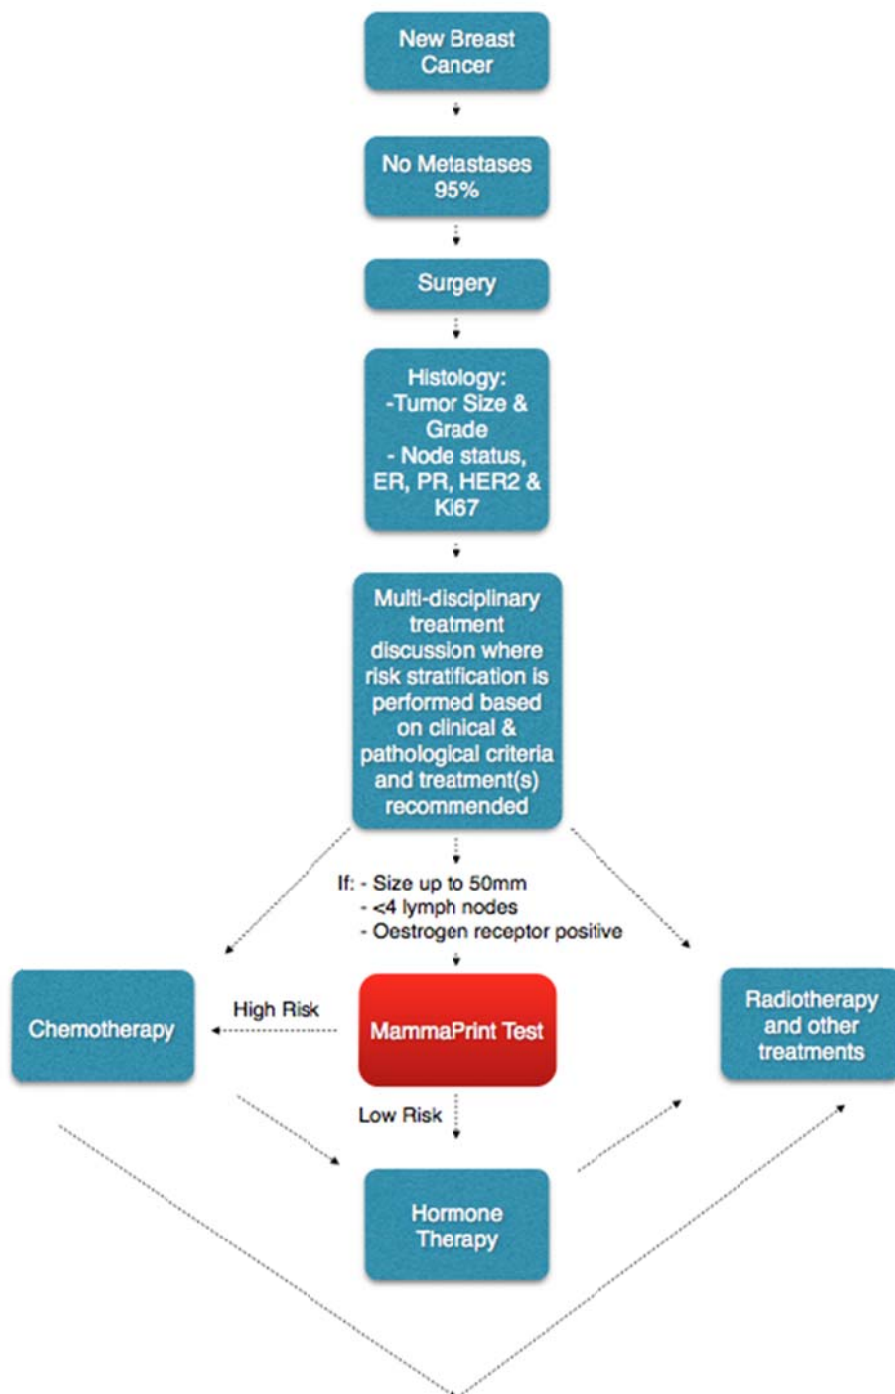 New Breast
Cancer
No Metastases
95%
Surgery
Histology:
-Tumor Size &
Grade
- Node status,
ER, PR, HER2 &
Ki67
Multi-disciplinary
treatment
discussion where
risk stratification is
performed based
on clinical &
pathological criteria
and treatment(s)
recommended
If: - Size up to 50mm
- <4 lymph nodes
- Oestrogen receptor positive
Chemotherapy
High Risk
MammaPrint Test
Radiotherapy
and other
treatments
Low Risk
Hormone
Therapy